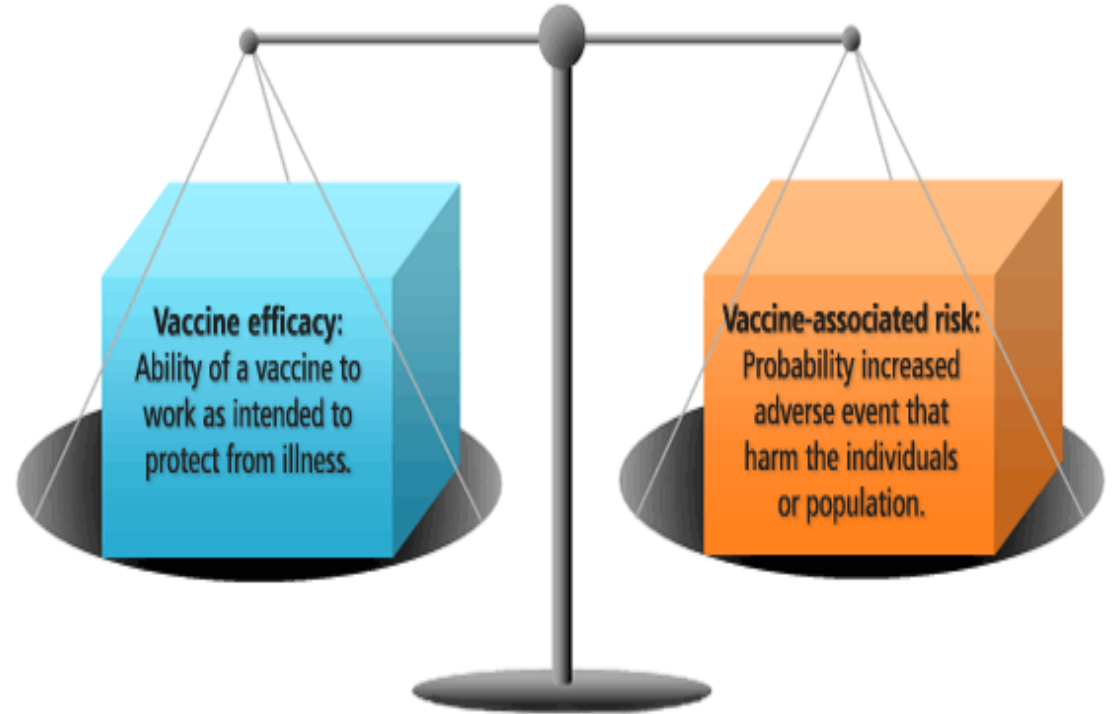 Vaccine efficacy:
Ability of a vaccine to
work as intended to
protect from illness.
Vaccine-associated risk:
Probability increased
adverse event that
harm the individuals
or population.